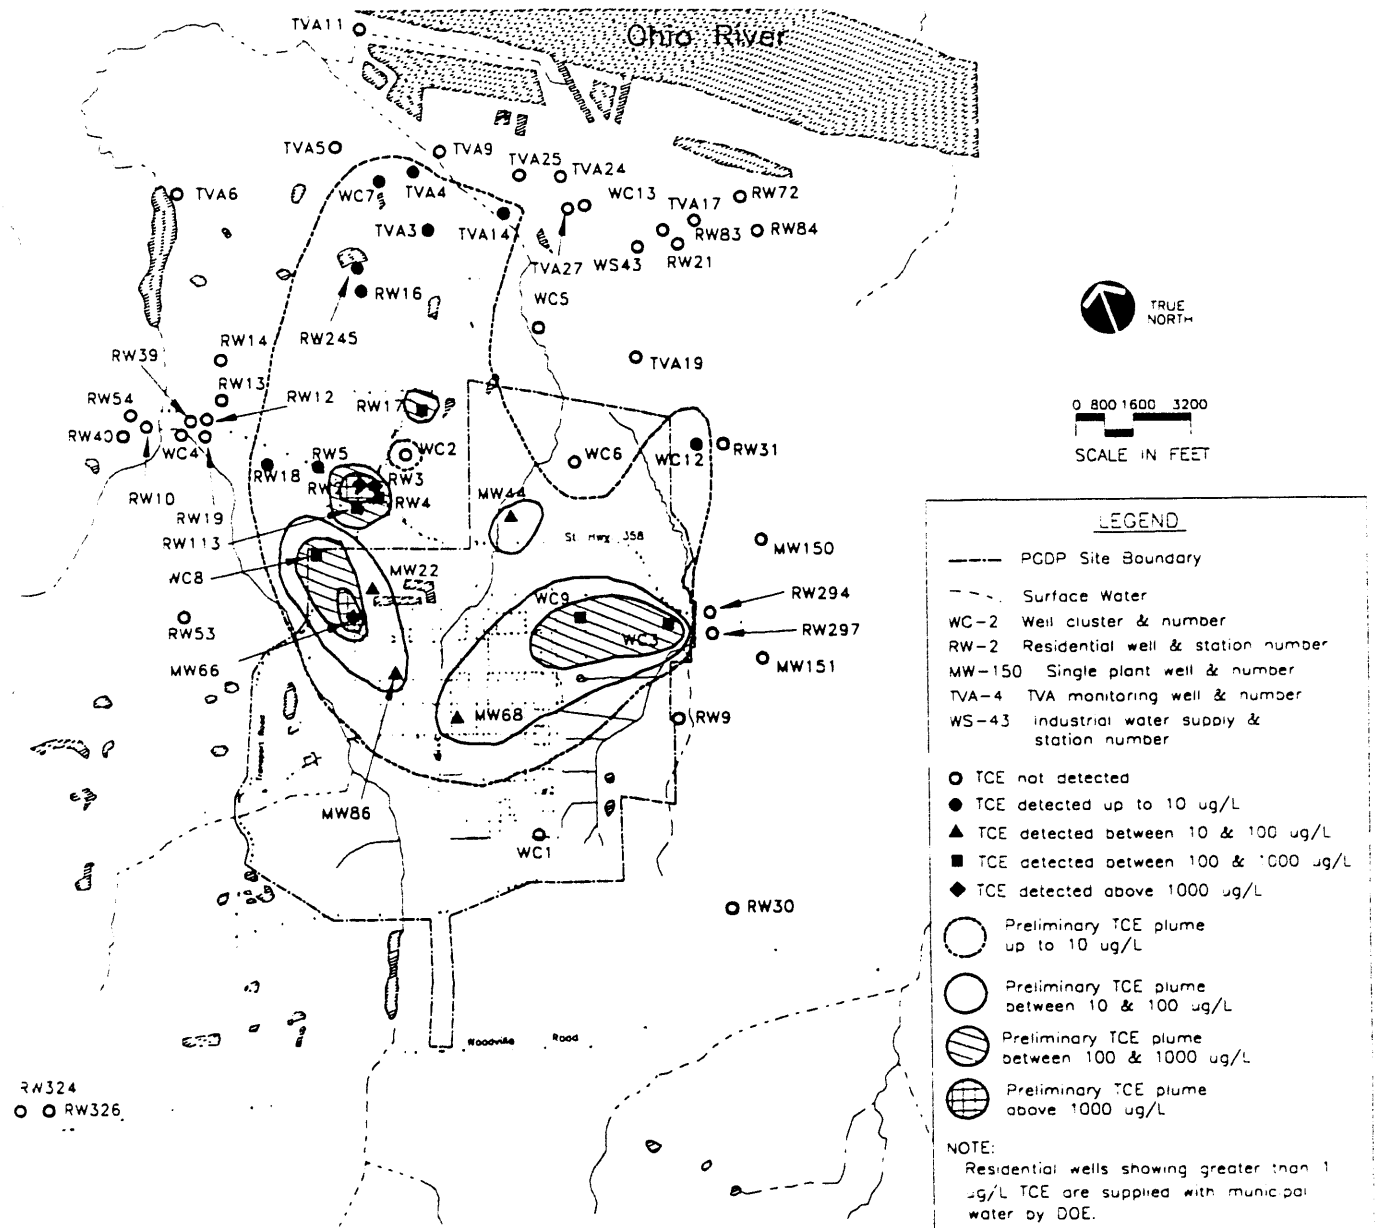 TVA11
Ohio River
TVA5
TVA9
TVA25
TVA24
TVA6
WC7
TVA4
WC13
TVA17
RW72
TVA3
TVA14
RW83
RW84
TVA27
WS43
RW21
RW16
WC5
RW245
TRUE
NORTH
RW14
RW39
TVA19
RW13
RW12
RW54
RW17
0 800 1600 3200
RW40
WC4
WC2
WC6
WC12
RW31
SCALE IN FEET
RW5
RW18
RW3
RW10
RW4
MW44
RW19
RW113
St. Hwy. 358
MW150
WC8
MW22
WC9
RW294
RW53
WC3
RW297
MW66
MW151
MW68
RW9
Transport Road
MW86
WC1
RW30
Woodville Road
RW324
RW326
LEGEND
PGDP Site Boundary
Surface Water
WC-2 Well cluster & number
RW-2 Residential well & station number
MW-150 Single plant well & number
TVA-4 TVA monitoring well & number
WS-43 industrial water supply &
station number
TCE not detected
TCE detected up to 10 ug/L
TCE detected between 10 & 100 ug/L
TCE detected between 100 & 1000 ug/L
TCE detected above 1000 ug/L
Preliminary TCE plume
up to 10 ug/L
Preliminary TCE plume
between 10 & 100 ug/L
Preliminary TCE plume
between 100 & 1000 ug/L
Preliminary TCE plume
above 1000 ug/L
NOTE:
Residential wells showing greater than 1
ug/L TCE are supplied with municipal
water by DOE.